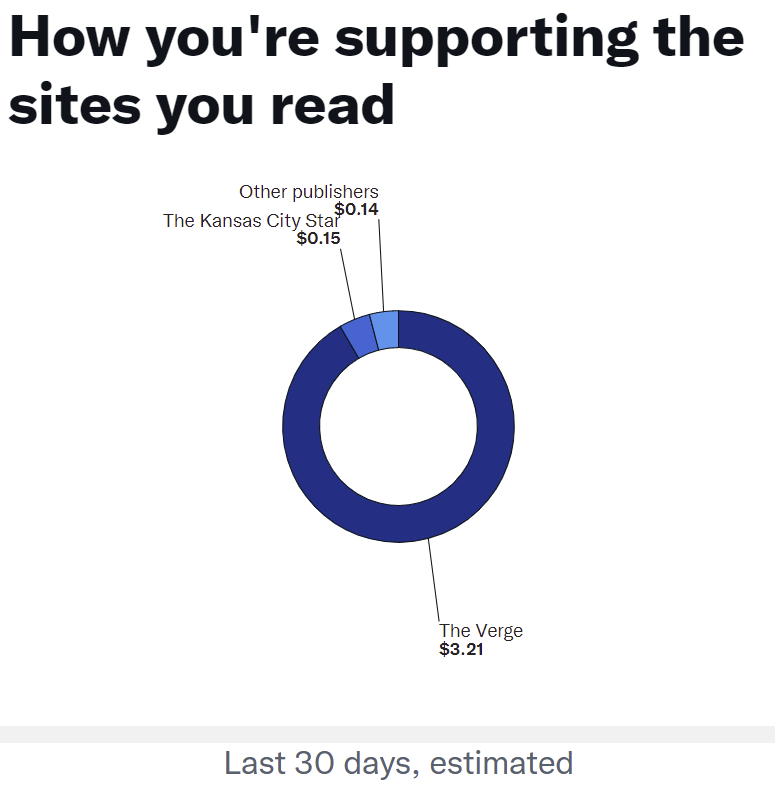 How you're supporting the
sites you read
Other publishers
$0.14
The Kansas City Star
$0.15
The Verge
$3.21
Last 30 days, estimated